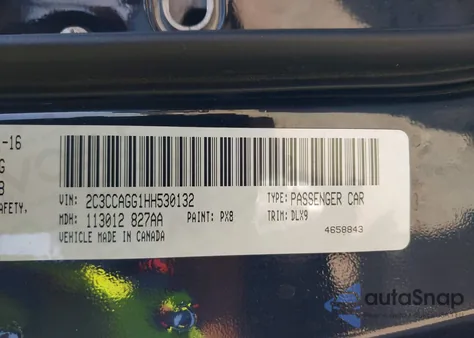 -16
G
8
SAFETY,
VIN: 2C3CCAGG1HH530132 TYPE: PASSENGER CAR
MDH: 113012 827AA PAINT: PX8 TRIM: DLX9
VEHICLE MADE IN CANADA 4658843
autoSnap